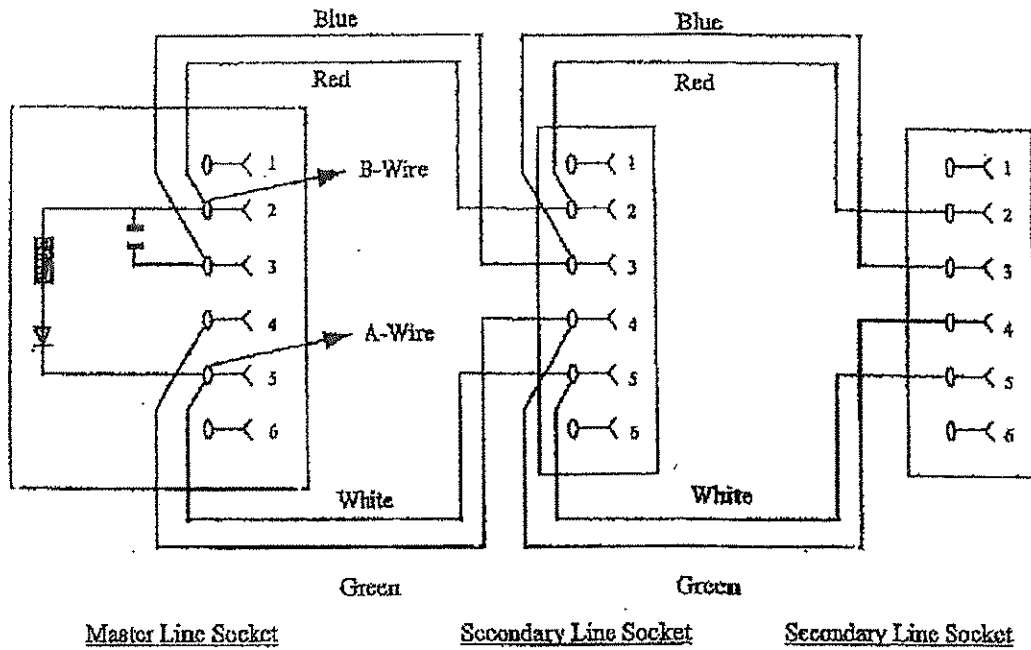 Blue
Blue
Red
Red
1
1
1
B-Wire
2
2
2
3
3
3
4
4
4
A-Wire
5
5
5
6
6
6
White
White
Green
Green
Master Line Socket
Secondary Line Socket
Secondary Line Socket